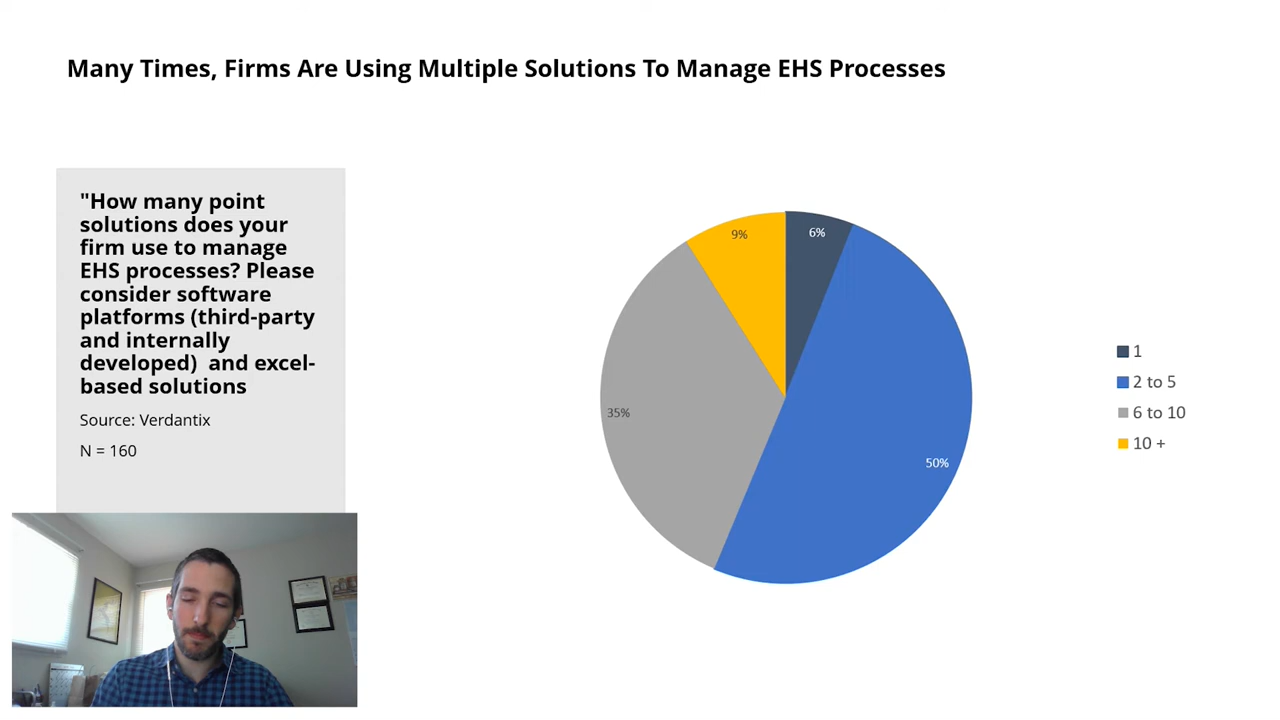 Many Times, Firms Are Using Multiple Solutions To Manage EHS Processes
"How many point
solutions does your
firm use to manage
EHS processes? Please
consider software
platforms (third-party
and internally
developed)  and excel-
based solutions
Source: Verdantix
N = 160
9%
6%
35%
50%
1
2 to 5
6 to 10
10 +